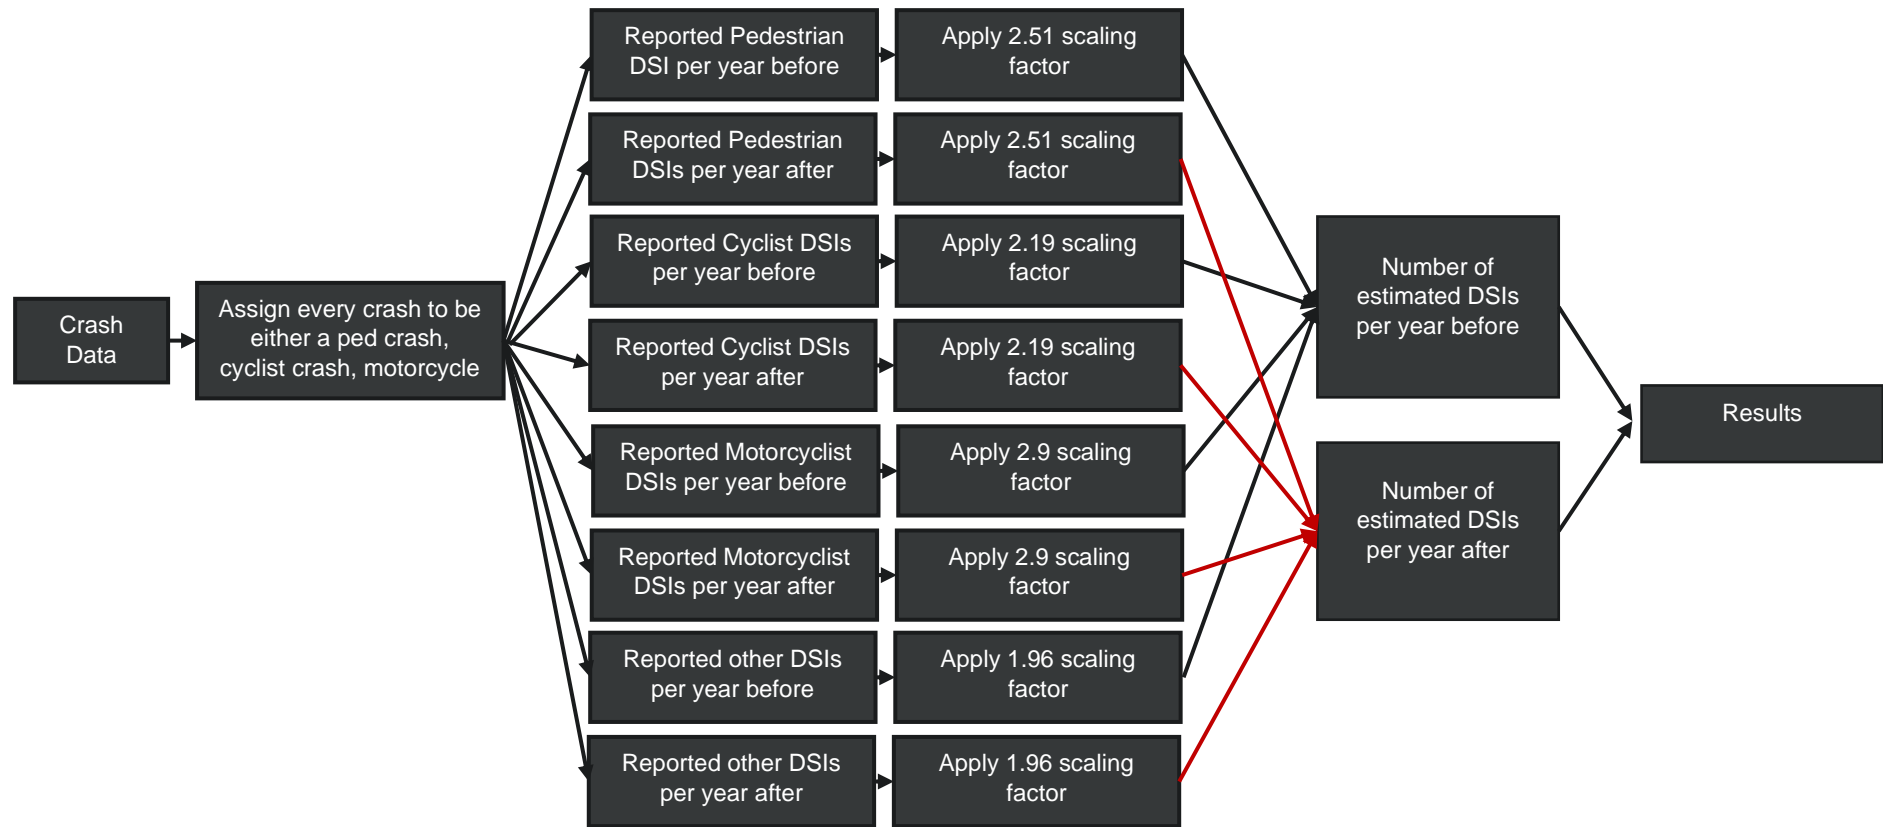 Crash
Data
Assign every crash to be
either a ped crash,
cyclist crash, motorcycle
Reported Pedestrian
DSI per year before
Apply 2.51 scaling
factor
Reported Pedestrian
DSIs per year after
Apply 2.51 scaling
factor
Reported Cyclist DSIs
per year before
Apply 2.19 scaling
factor
Reported Cyclist DSIs
per year after
Apply 2.19 scaling
factor
Reported Motorcyclist
DSIs per year before
Apply 2.9 scaling
factor
Reported Motorcyclist
DSIs per year after
Apply 2.9 scaling
factor
Reported other DSIs
per year before
Apply 1.96 scaling
factor
Reported other DSIs
per year after
Apply 1.96 scaling
factor
Number of
estimated DSIs
per year before
Number of
estimated DSIs
per year after
Results